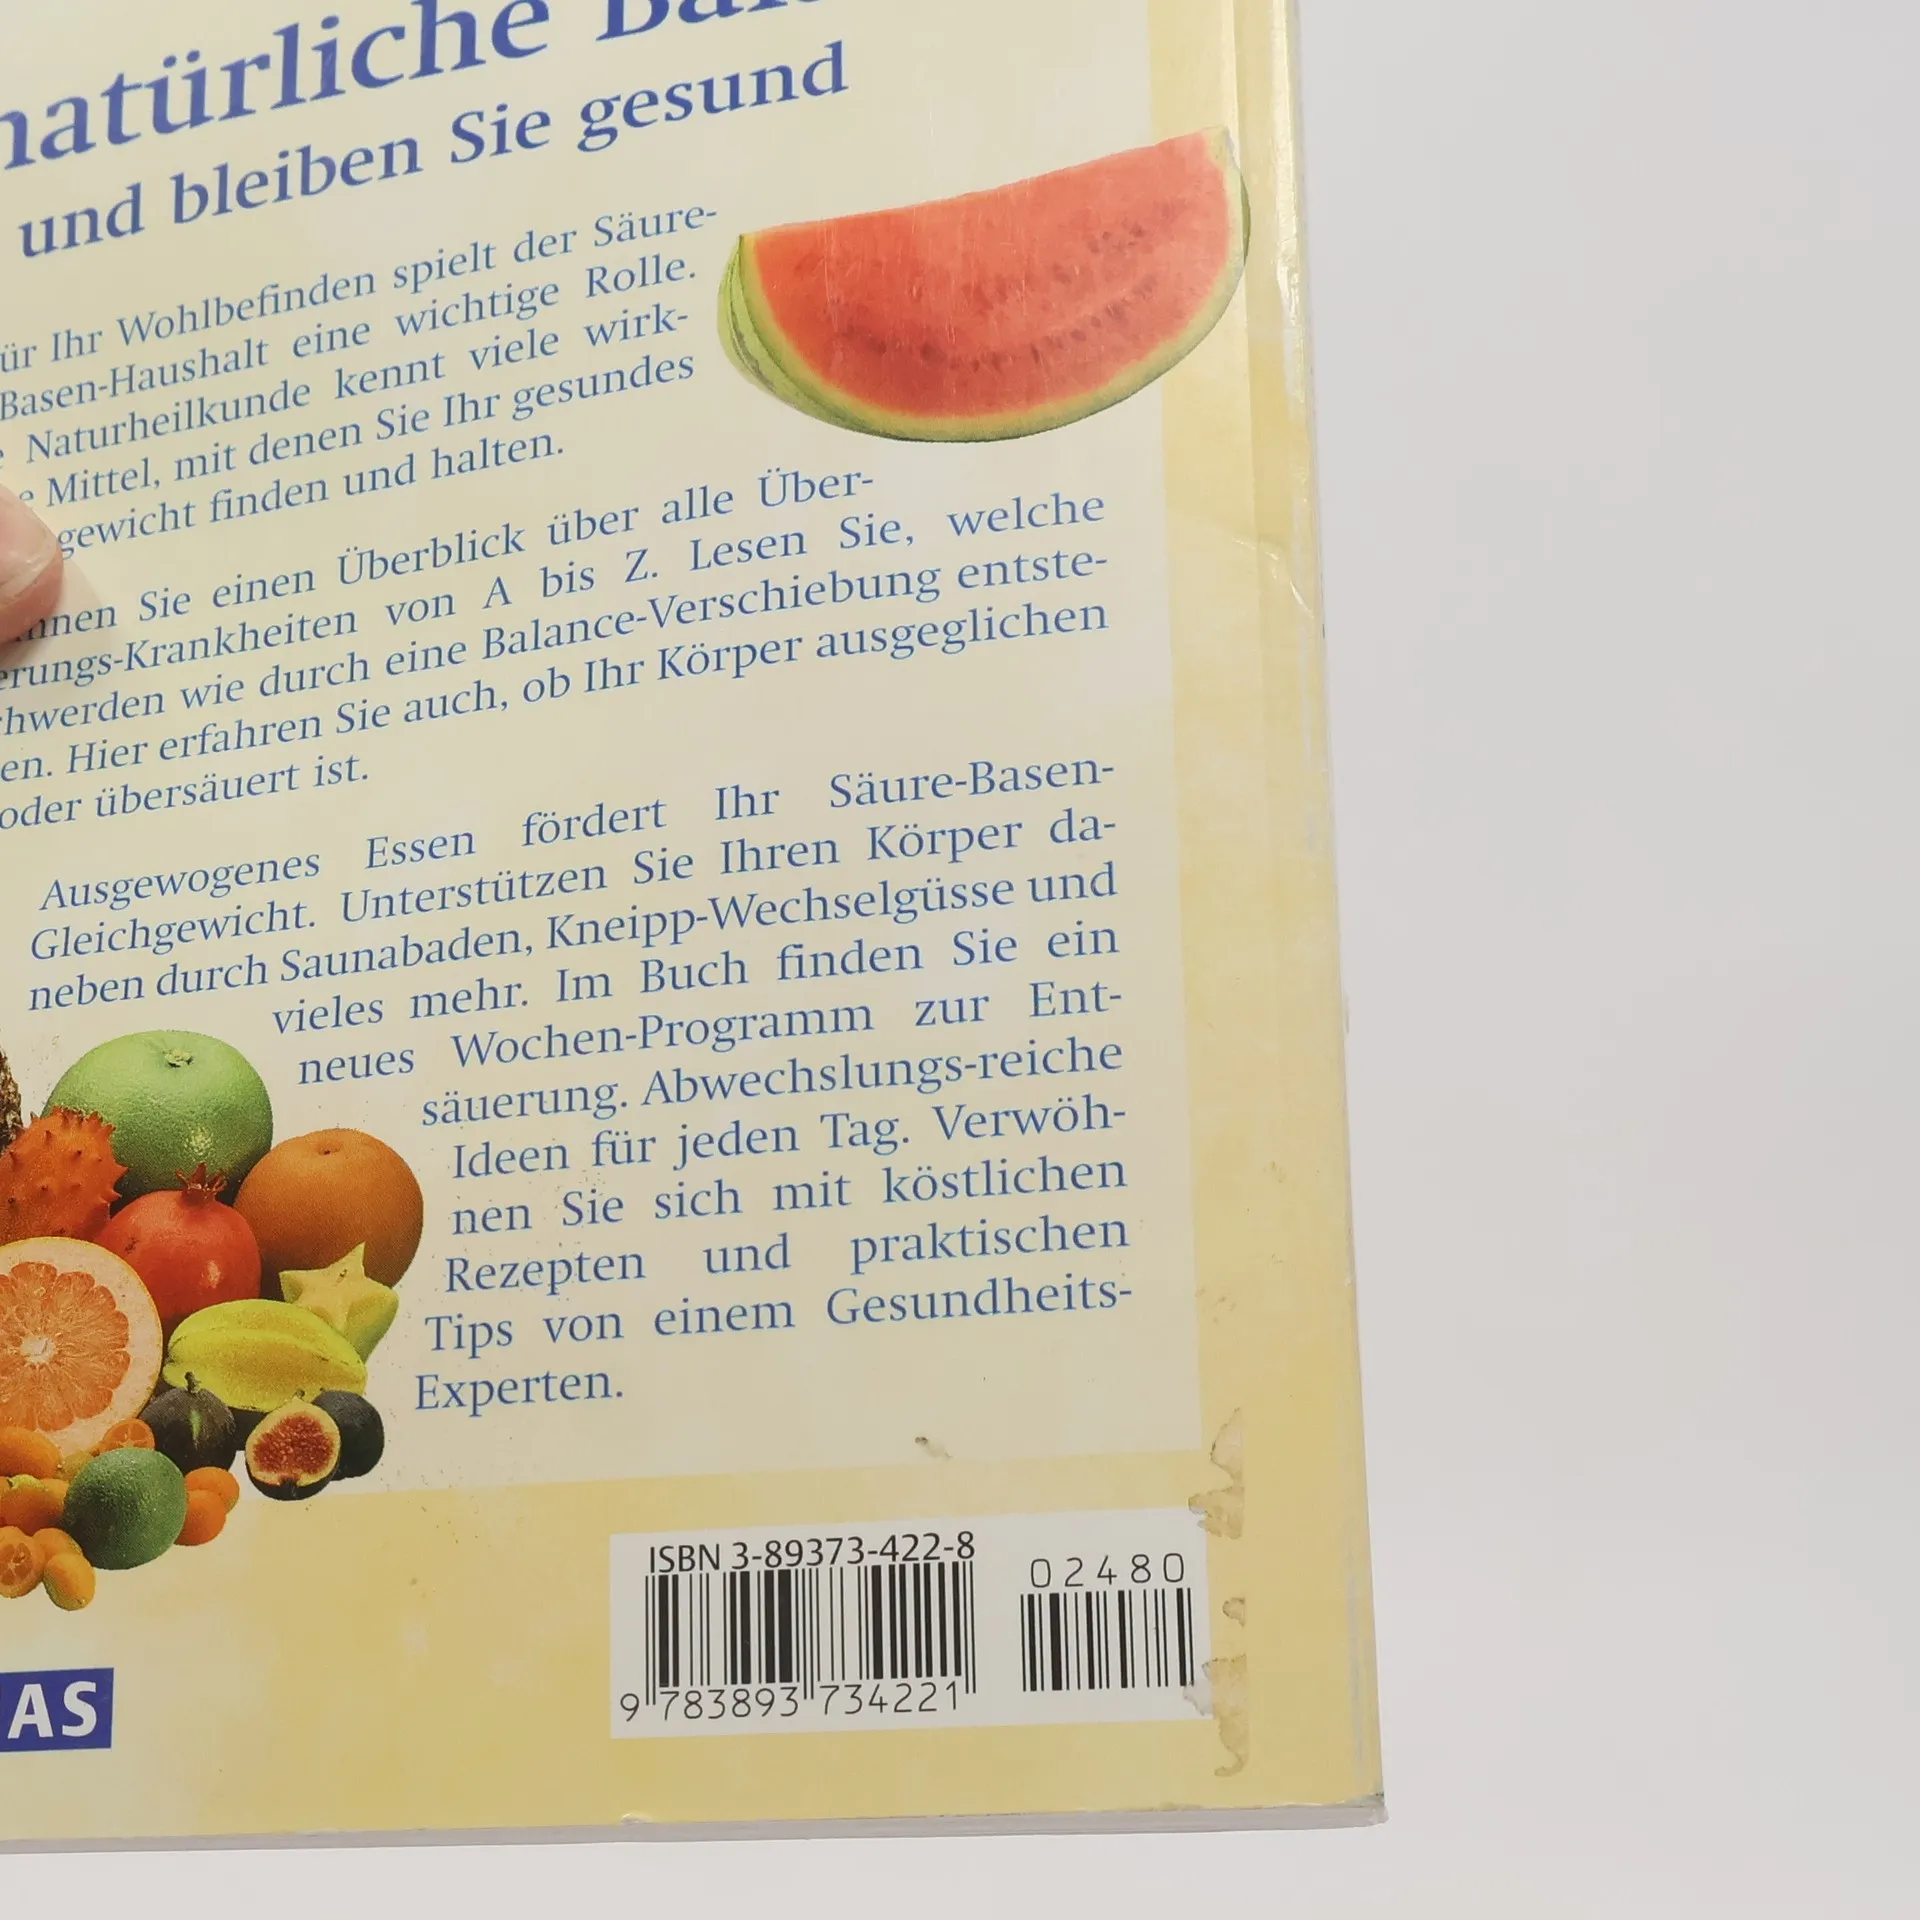 natürliche
und bleiben Sie gesund
Ihr Wohlbefinden spielt der Säure-
Basen-Haushalt eine wichtige Rolle.
Naturheilkunde kennt viele wirk-
Mittel, mit denen Sie Ihr gesundes
gewicht finden und halten.
Sie einen Überblick über alle Über-
erungs-Krankheiten von A bis Z. Lesen Sie, welche
hwerden wie durch eine Balance-Verschiebung entste-
en. Hier erfahren Sie auch, ob Ihr Körper ausgeglichen
oder übersäuert ist.
Ausgewogenes Essen fördert Ihr Säure-Basen-
Gleichgewicht. Unterstützen Sie Ihren Körper da-
neben durch Saunabaden, Kneipp-Wechselgüsse und
vieles mehr. Im Buch finden Sie ein
neues Wochen-Programm zur Ent-
säuerung. Abwechslungs-reiche
Ideen für jeden Tag. Verwöh-
nen Sie sich mit köstlichen
Rezepten und praktischen
Tips von einem Gesundheits-
Experten.
ISBN 3-89373-422-8
02480
9 783893 734221
AS